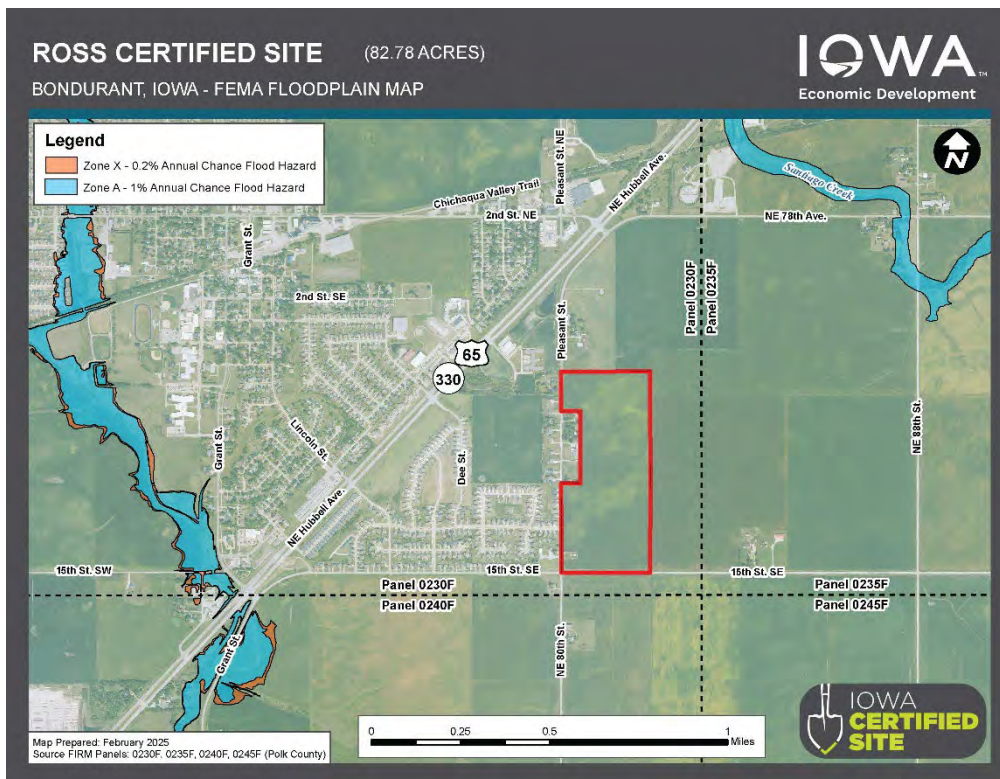 ROSS CERTIFIED SITE (82.78 ACRES)
BONDURANT, IOWA - FEMA FLOODPLAIN MAP
IOWA™
Economic Development
Legend
Zone X - 0.2% Annual Chance Flood Hazard
Zone A - 1% Annual Chance Flood Hazard
N
Pleasant St. NE
NE Hubbell Ave.
Santiago Creek
Chichaqua Valley Trail
2nd St. NE
NE 78th Ave.
Grant St.
2nd St. SE
Pleasant St.
Panel 0230F
Panel 0235F
65
330
NE 88th St.
Grant St.
Lincoln St.
Dee St.
NE Hubbell Ave.
15th St. SW
15th St. SE
15th St. SE
Panel 0230F
Panel 0235F
Panel 0240F
Panel 0245F
Grant St.
NE 80th St.
0 0.25 0.5 1
Miles
IOWA
CERTIFIED
SITE
Map Prepared: February 2025
Source FIRM Panels: 0230F. 0235F, 0240F, 0245F (Polk County)